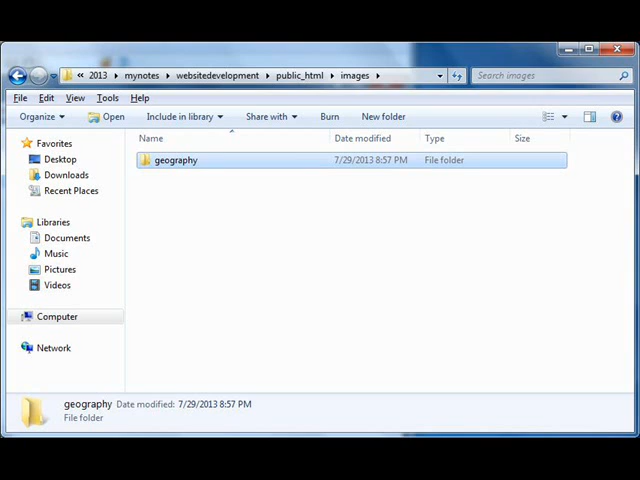 « 2013 ▸ mynotes ▸ websitedevelopment ▸ public_html ▸ images ▸ Search images
File Edit View Tools Help
Organize Open Include in library Share with Burn New folder
Name Date modified Type Size
geography 7/29/2013 8:57 PM File folder
Favorites
Desktop
Downloads
Recent Places
Libraries
Documents
Music
Pictures
Videos
Computer
Network
geography Date modified: 7/29/2013 8:57 PM
File folder